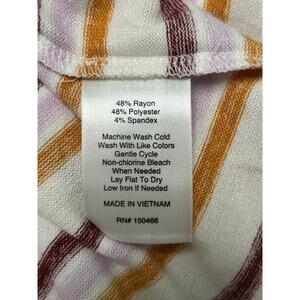 48% Rayon
48% Polyester
4% Spandex
Machine Wash Cold
Wash With Like Colors
Gentle Cycle
Non-chlorine Bleach
When Needed
Lay Flat To Dry
Low Iron If Needed
MADE IN VIETNAM
RN# 150466